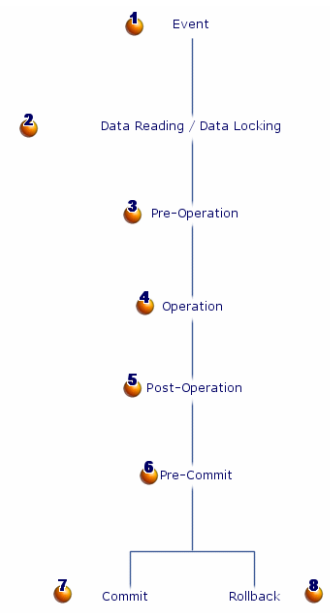 1 Event
2 Data Reading / Data Locking
3 Pre-Operation
4 Operation
5 Post-Operation
6 Pre-Commit
7 Commit Rollback 8